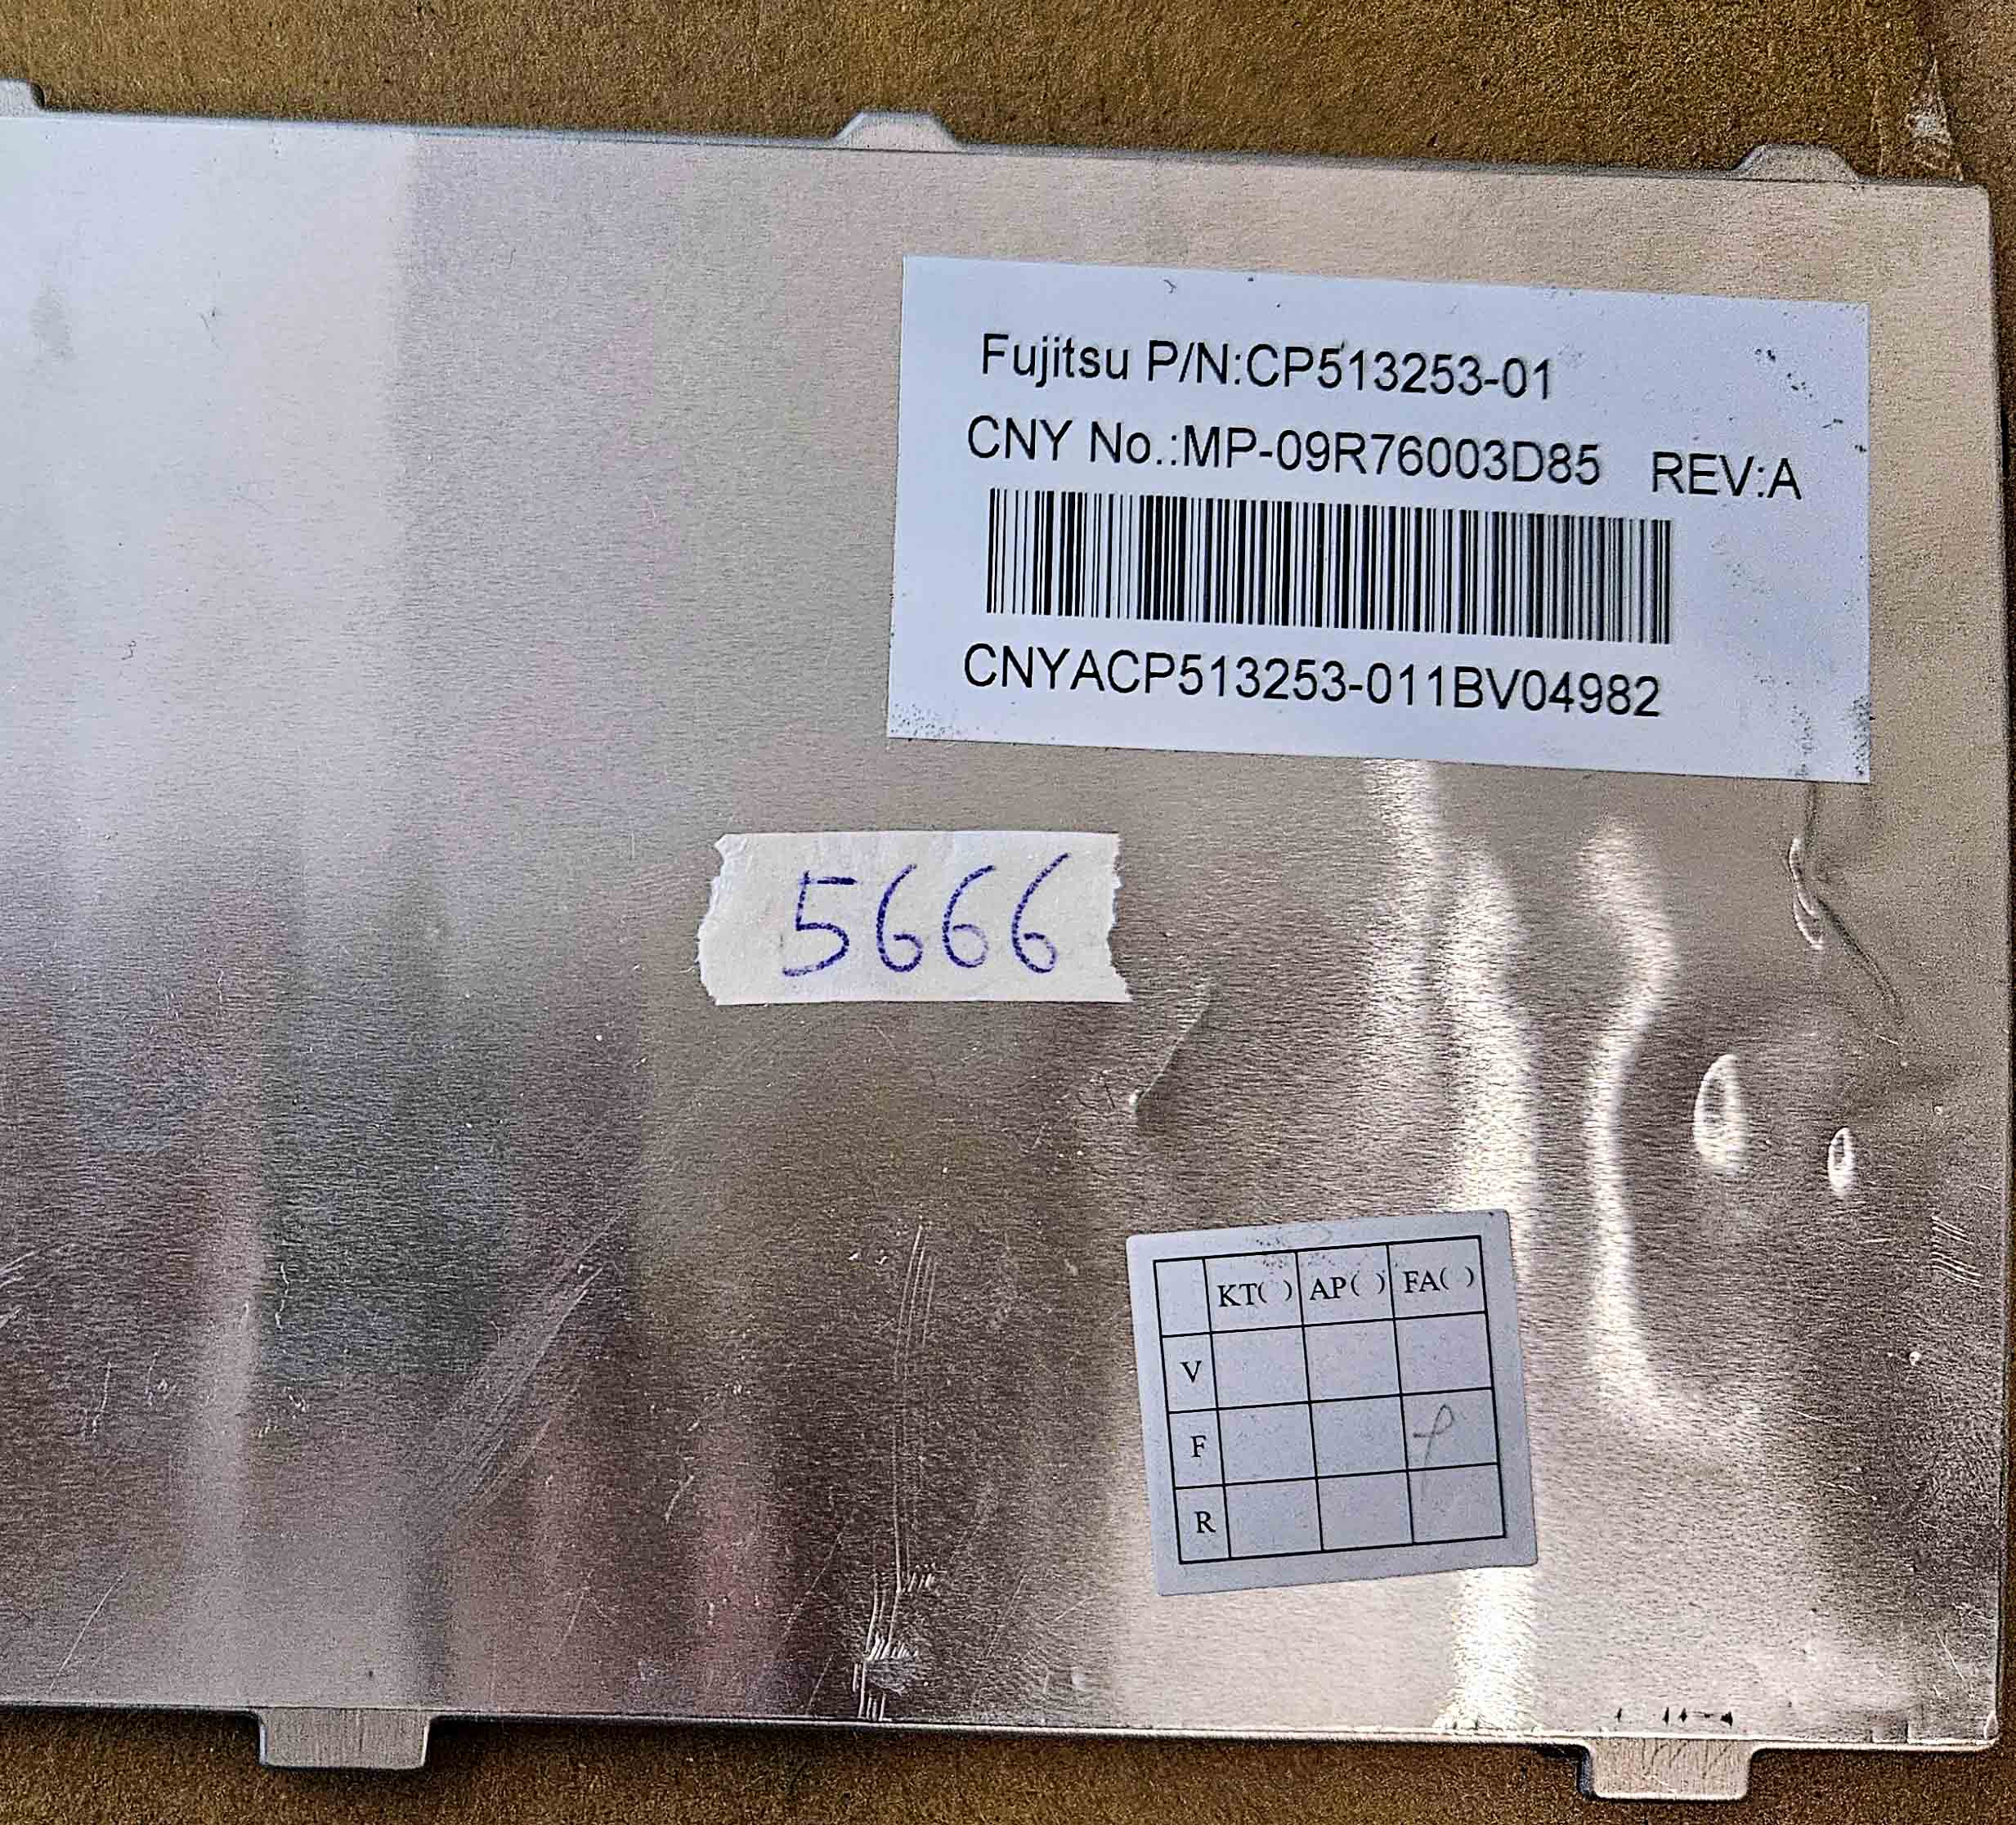 Fujitsu P/N:CP513253-01
CNY No.:MP-09R76003D85 REV:A
CNYACP513253-011BV04982
5666
KT( ) AP( ) FA( )
V
F
R